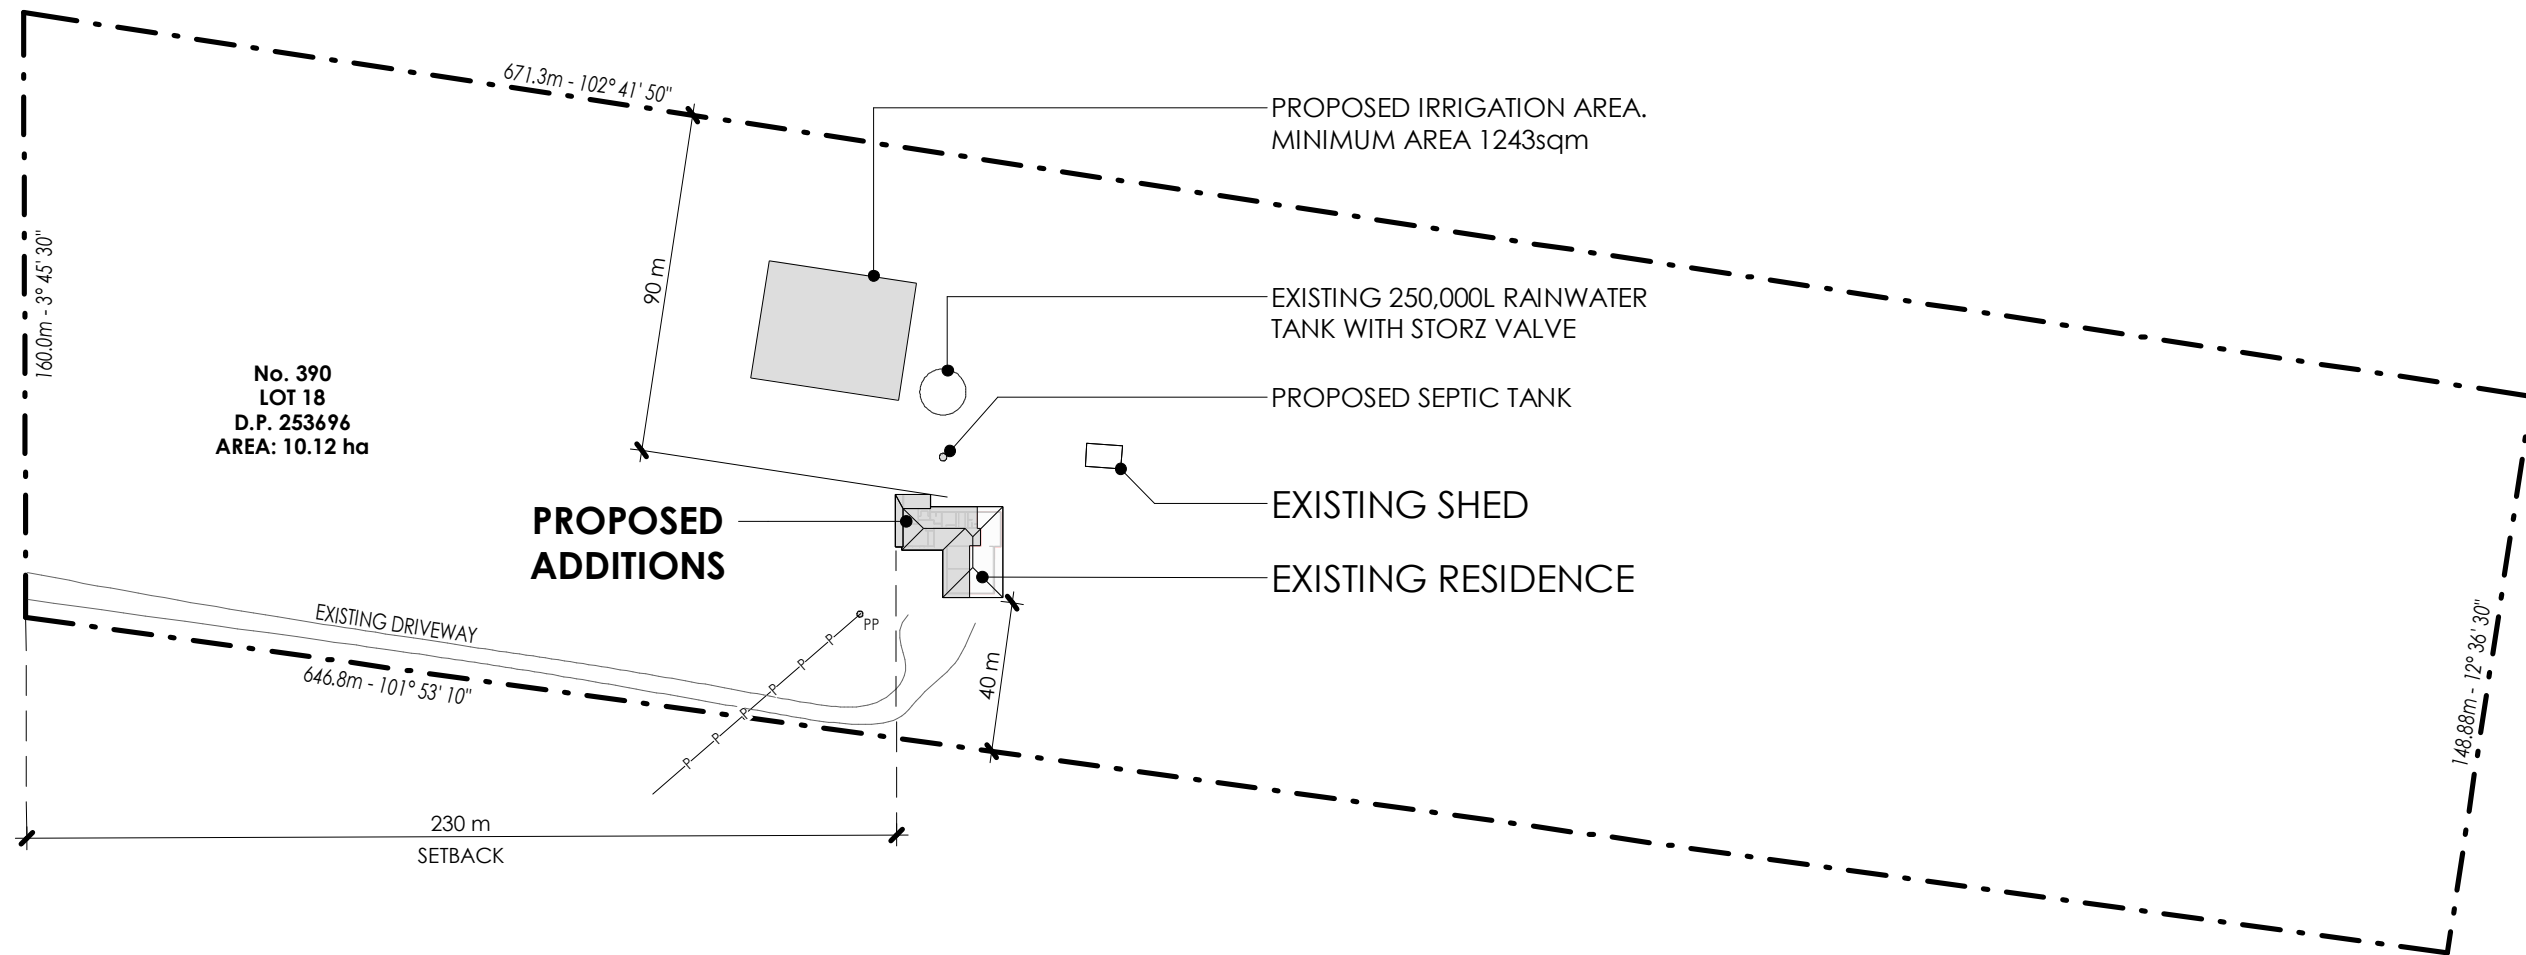 671.3m - 102° 41' 50"
PROPOSED IRRIGATION AREA.
MINIMUM AREA 1243sqm
160.0m - 3° 45' 30"
90 m
EXISTING 250,000L RAINWATER
TANK WITH STORZ VALVE
No. 390
LOT 18
D.P. 253696
AREA: 10.12 ha
PROPOSED SEPTIC TANK
EXISTING SHED
PROPOSED
ADDITIONS
EXISTING RESIDENCE
EXISTING DRIVEWAY
PP
P
P
P
P
P
P
40 m
646.8m - 101° 53' 10"
148.88m - 12° 36' 30"
230 m
SETBACK